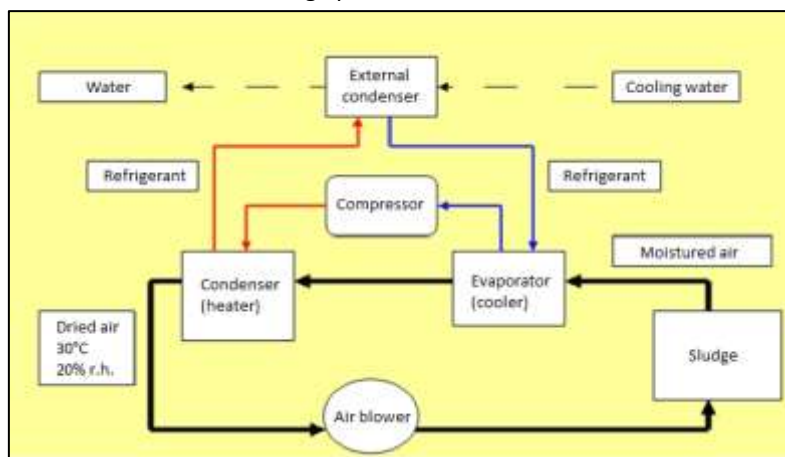 External
condenser
Water
Cooling water
Refrigerant
Refrigerant
Compressor
Moistured air
Condenser
(heater)
Evaporator
(cooler)
Dried air
30°C
20% r.h.
Sludge
Air blower